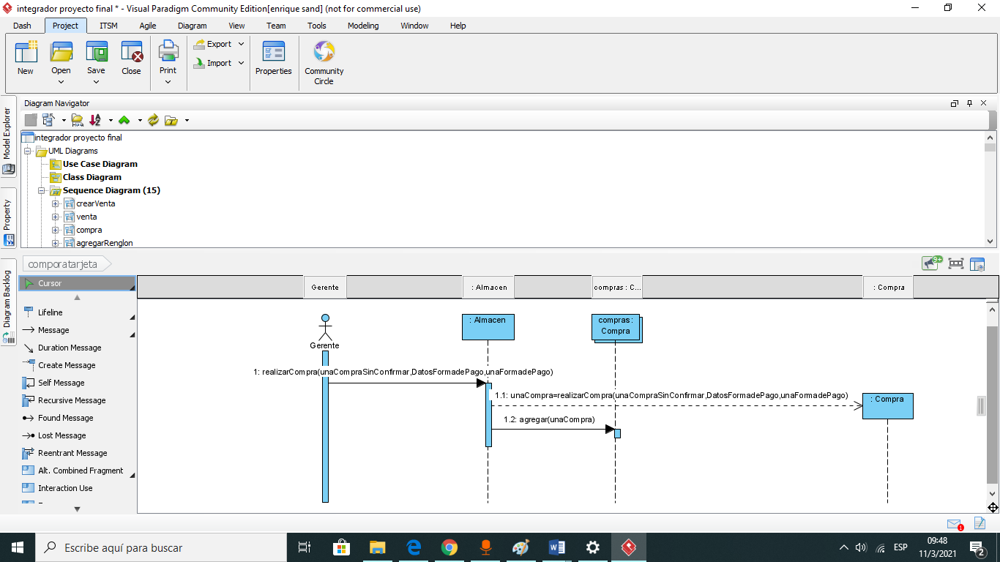 integrador proyecto final * - Visual Paradigm Community Edition[enrique sand] (not for commercial use)
Dash Project ITSM Agile Diagram View Team Tools Modeling Window Help
New Open Save Close Print Export Import Properties Community Circle
Diagram Navigator
Model Explorer
Property
Diagram Backlog
integrador proyecto final
UML Diagrams
Use Case Diagram
Class Diagram
Sequence Diagram (15)
crearVenta
venta
compra
agregarRenglon
comporatarjeta
9+
Cursor
Lifeline
Message
Duration Message
Create Message
Self Message
Recursive Message
Found Message
Lost Message
Reentrant Message
Alt. Combined Fragment
Interaction Use
Gerente : Almacen compras : C... : Compra
: Almacen
compras :
Compra
Gerente
1: realizarCompra(unaCompraSinConfirmar,DatosFormadePago,unaFormadePago)
1.1: unaCompra=realizarCompra(unaCompraSinConfirmar,DatosFormadePago,unaFormadePago)
: Compra
1.2: agregar(unaCompra)
1
Escribe aquí para buscar
ESP
09:48
11/3/2021
2